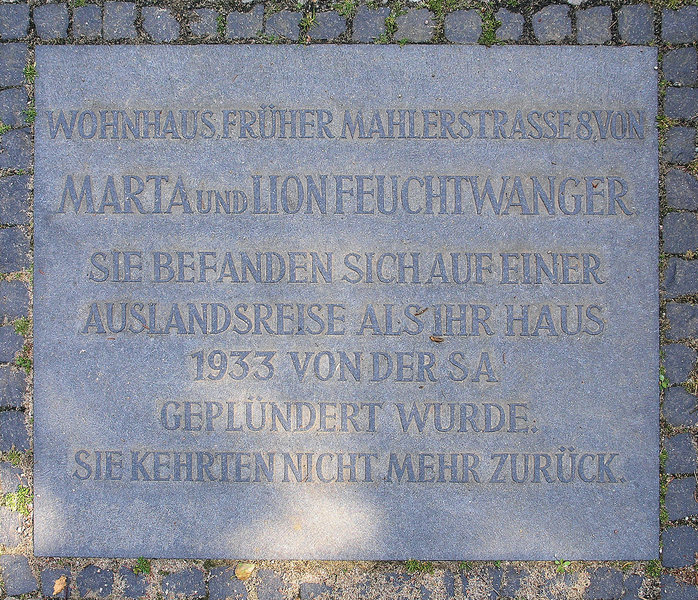 WOHNHAUS, FRÜHER MAHLERSTRASSE 8, VON
MARTA UND LION FEUCHTWANGER
SIE BEFANDEN SICH AUF EINER
AUSLANDSREISE ALS IHR HAUS
1933 VON DER SA
GEPLÜNDERT WURDE.
SIE KEHRTEN NICHT MEHR ZURÜCK.